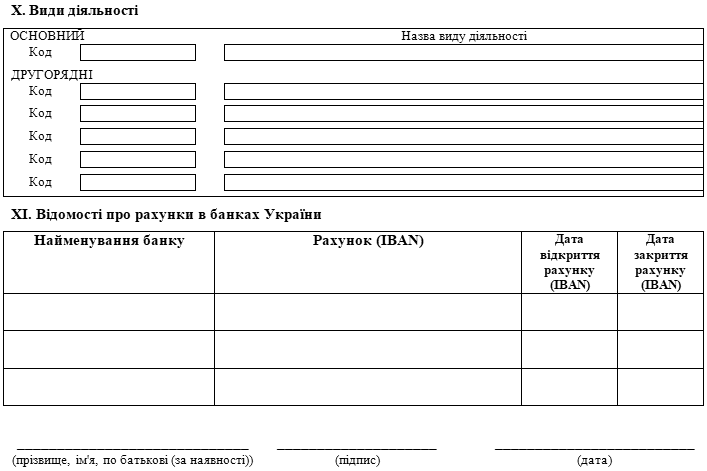 X. Види діяльності
ОСНОВНИЙ Назва виду діяльності
Код
ДРУГОРЯДНІ
Код
Код
Код
Код
Код
XI. Відомості про рахунки в банках України
Найменування банку Рахунок (IBAN) Дата відкриття рахунку (IBAN) Дата закриття рахунку (IBAN)
(прізвище, ім'я, по батькові (за наявності)) (підпис) (дата)